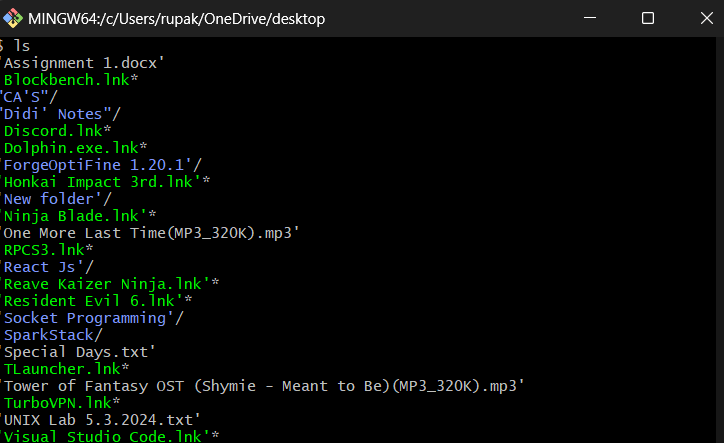 MINGW64:/c/Users/rupak/OneDrive/desktop
$ ls
'Assignment 1.docx'
Blockbench.lnk*
"CA'S"/
"Didi' Notes"/
Discord.lnk*
Dolphin.exe.lnk*
'ForgeOptiFine 1.20.1'/
'Honkai Impact 3rd.lnk'*
'New folder'/
'Ninja Blade.lnk'*
'One More Last Time(MP3_320K).mp3'
RPCS3.lnk*
'React Js'/
'Reave Kaizer Ninja.lnk'*
'Resident Evil 6.lnk'*
'Socket Programming'/
SparkStack/
'Special Days.txt'
TLauncher.lnk*
'Tower of Fantasy OST (Shymie - Meant to Be)(MP3_320K).mp3'
TurboVPN.lnk*
'UNIX Lab 5.3.2024.txt'
'Visual Studio Code.lnk'*